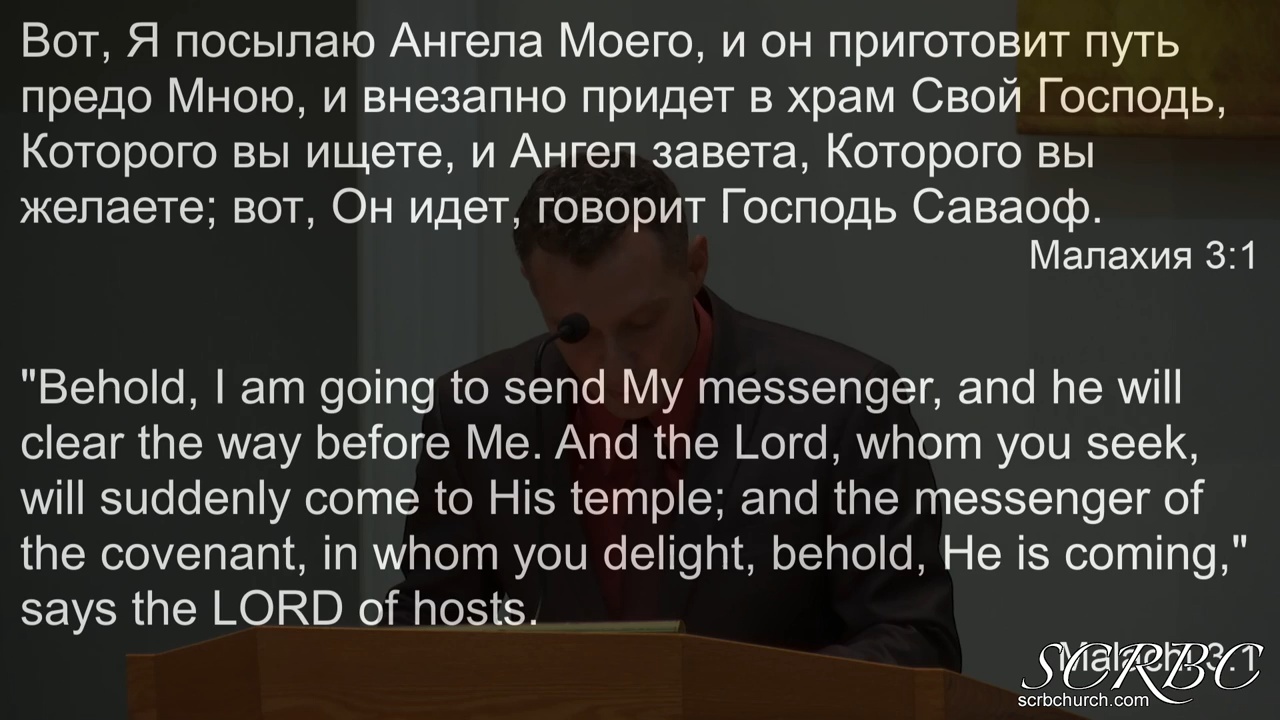 Вот, Я посылаю Ангела Моего, и он приготовит путь
предо Мною, и внезапно придет в храм Свой Господь,
Которого вы ищете, и Ангел завета, Которого вы
желаете; вот, Он идет, говорит Господь Саваоф.
Малахия 3:1
"Behold, I am going to send My messenger, and he will
clear the way before Me. And the Lord, whom you seek,
will suddenly come to His temple; and the messenger of
the covenant, in whom you delight, behold, He is coming,"
says the LORD of hosts.
Malachi 3:1
SCRBC
scrbchurch.com